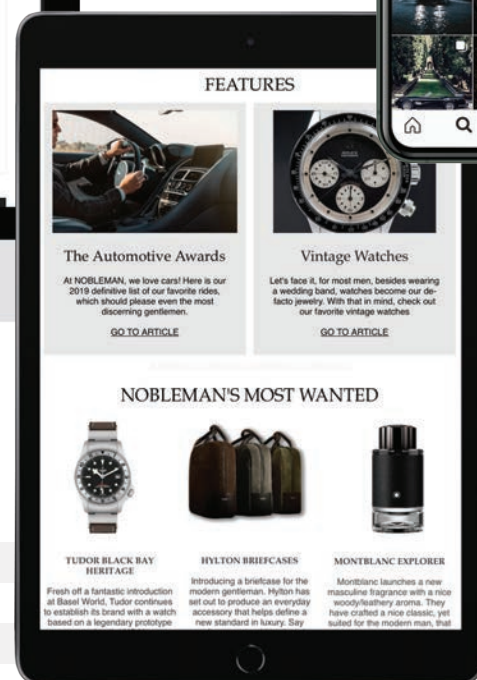 FEATURES
The Automotive Awards
At NOBLEMAN, we love cars! Here is our
2019 definitive list of our favorite rides,
which should please even the most
discerning gentlemen.
GO TO ARTICLE
Vintage Watches
Let's face it, for most men, besides wearing
a wedding band, watches become our de-
facto jewelry. With that in mind, check out
our favorite vintage watches
GO TO ARTICLE
NOBLEMAN'S MOST WANTED
TUDOR BLACK BAY
HERITAGE
Fresh off a fantastic introduction
at Basel World, Tudor continues
to establish its brand with a watch
based on a legendary prototype
HYLTON BRIEFCASES
Introducing a briefcase for the
modern gentleman. Hylton has
set out to produce an everyday
accessory that helps define a
new standard in luxury. Say
MONTBLANC EXPLORER
Montblanc launches a new
masculine fragrance with a nice
woody/leathery aroma. They
have crafted a nice classic, yet
suited for the modern man, that